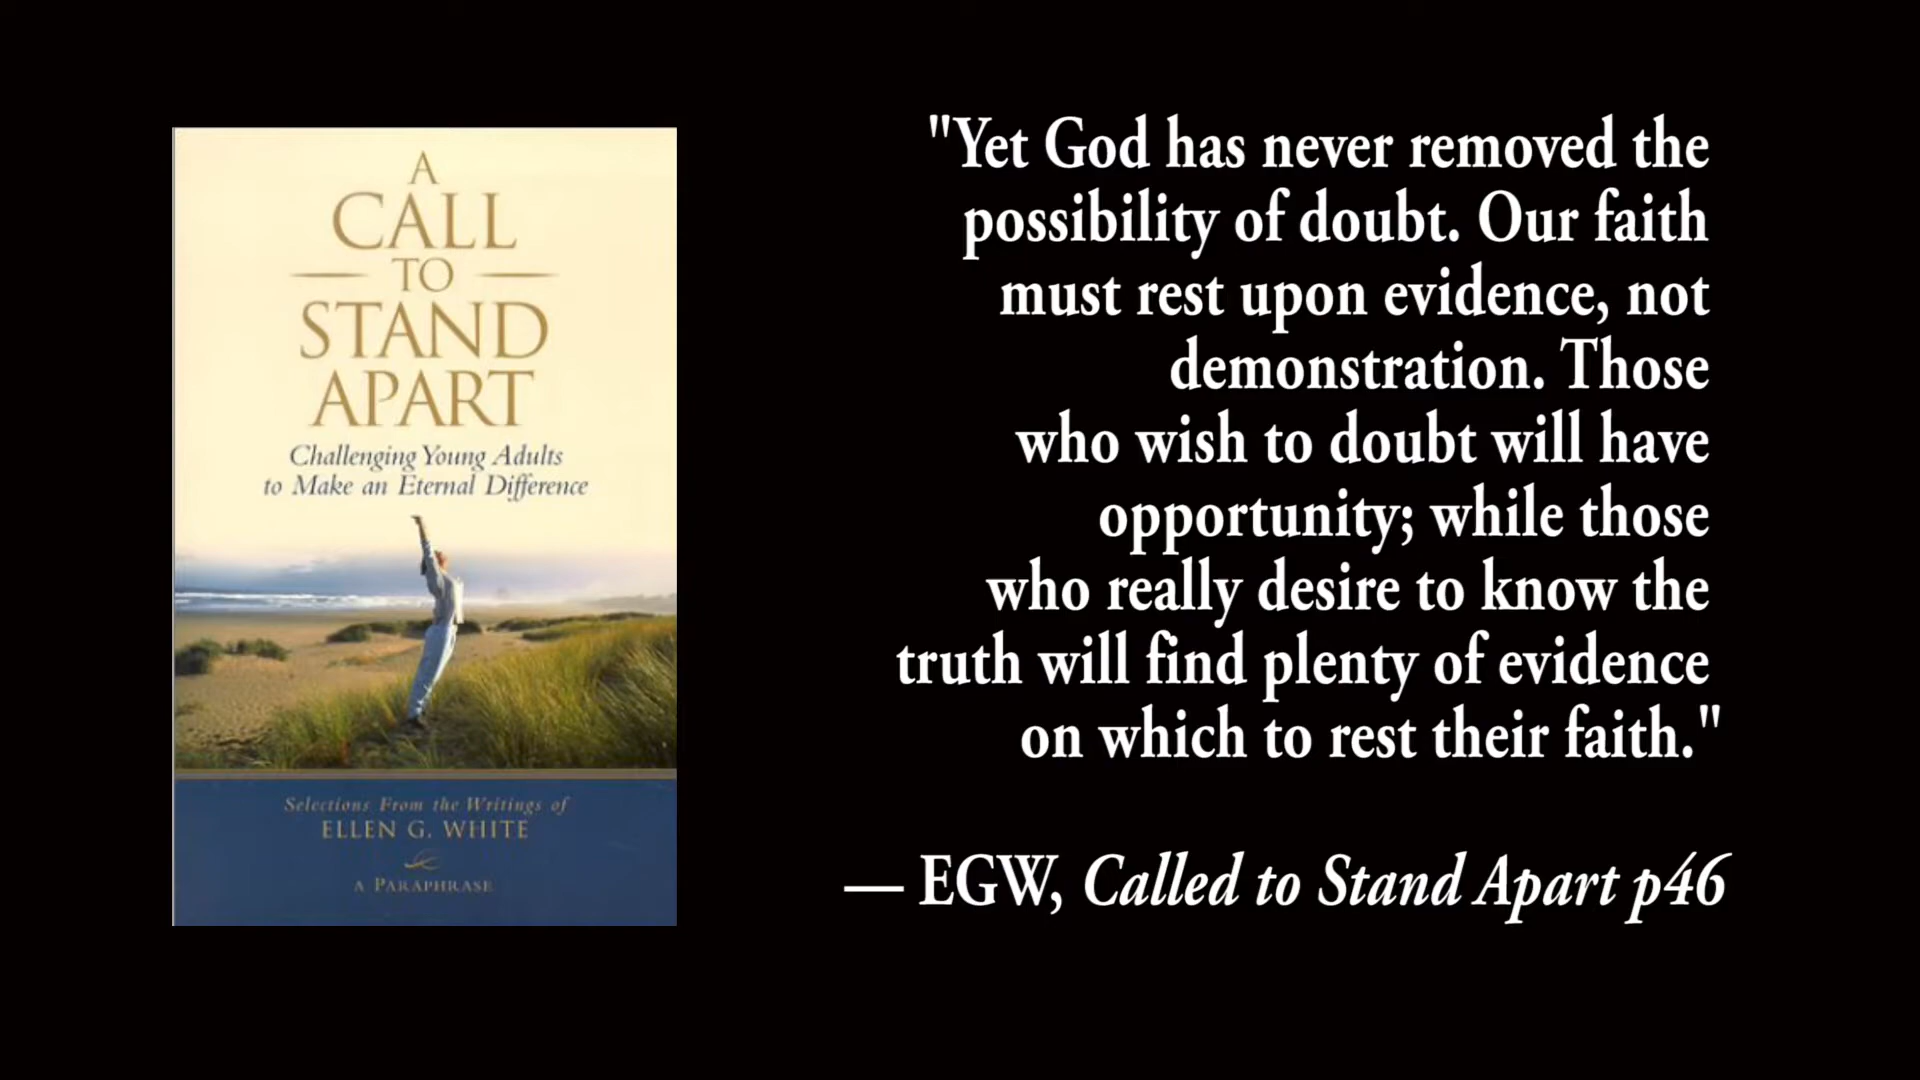 A
CALL
TO
STAND
APART
Challenging Young Adults
to Make an Eternal Difference
Selections From the Writings of
ELLEN G. WHITE
A PARAPHRASE
"Yet God has never removed the
possibility of doubt. Our faith
must rest upon evidence, not
demonstration. Those
who wish to doubt will have
opportunity; while those
who really desire to know the
truth will find plenty of evidence
on which to rest their faith."
— EGW, Called to Stand Apart p46